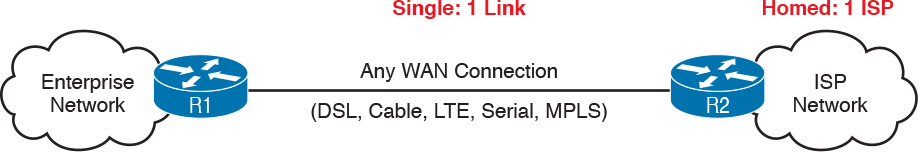 Single: 1 Link
Homed: 1 ISP
Enterprise
Network
R1
Any WAN Connection
(DSL, Cable, LTE, Serial, MPLS)
R2
ISP
Network